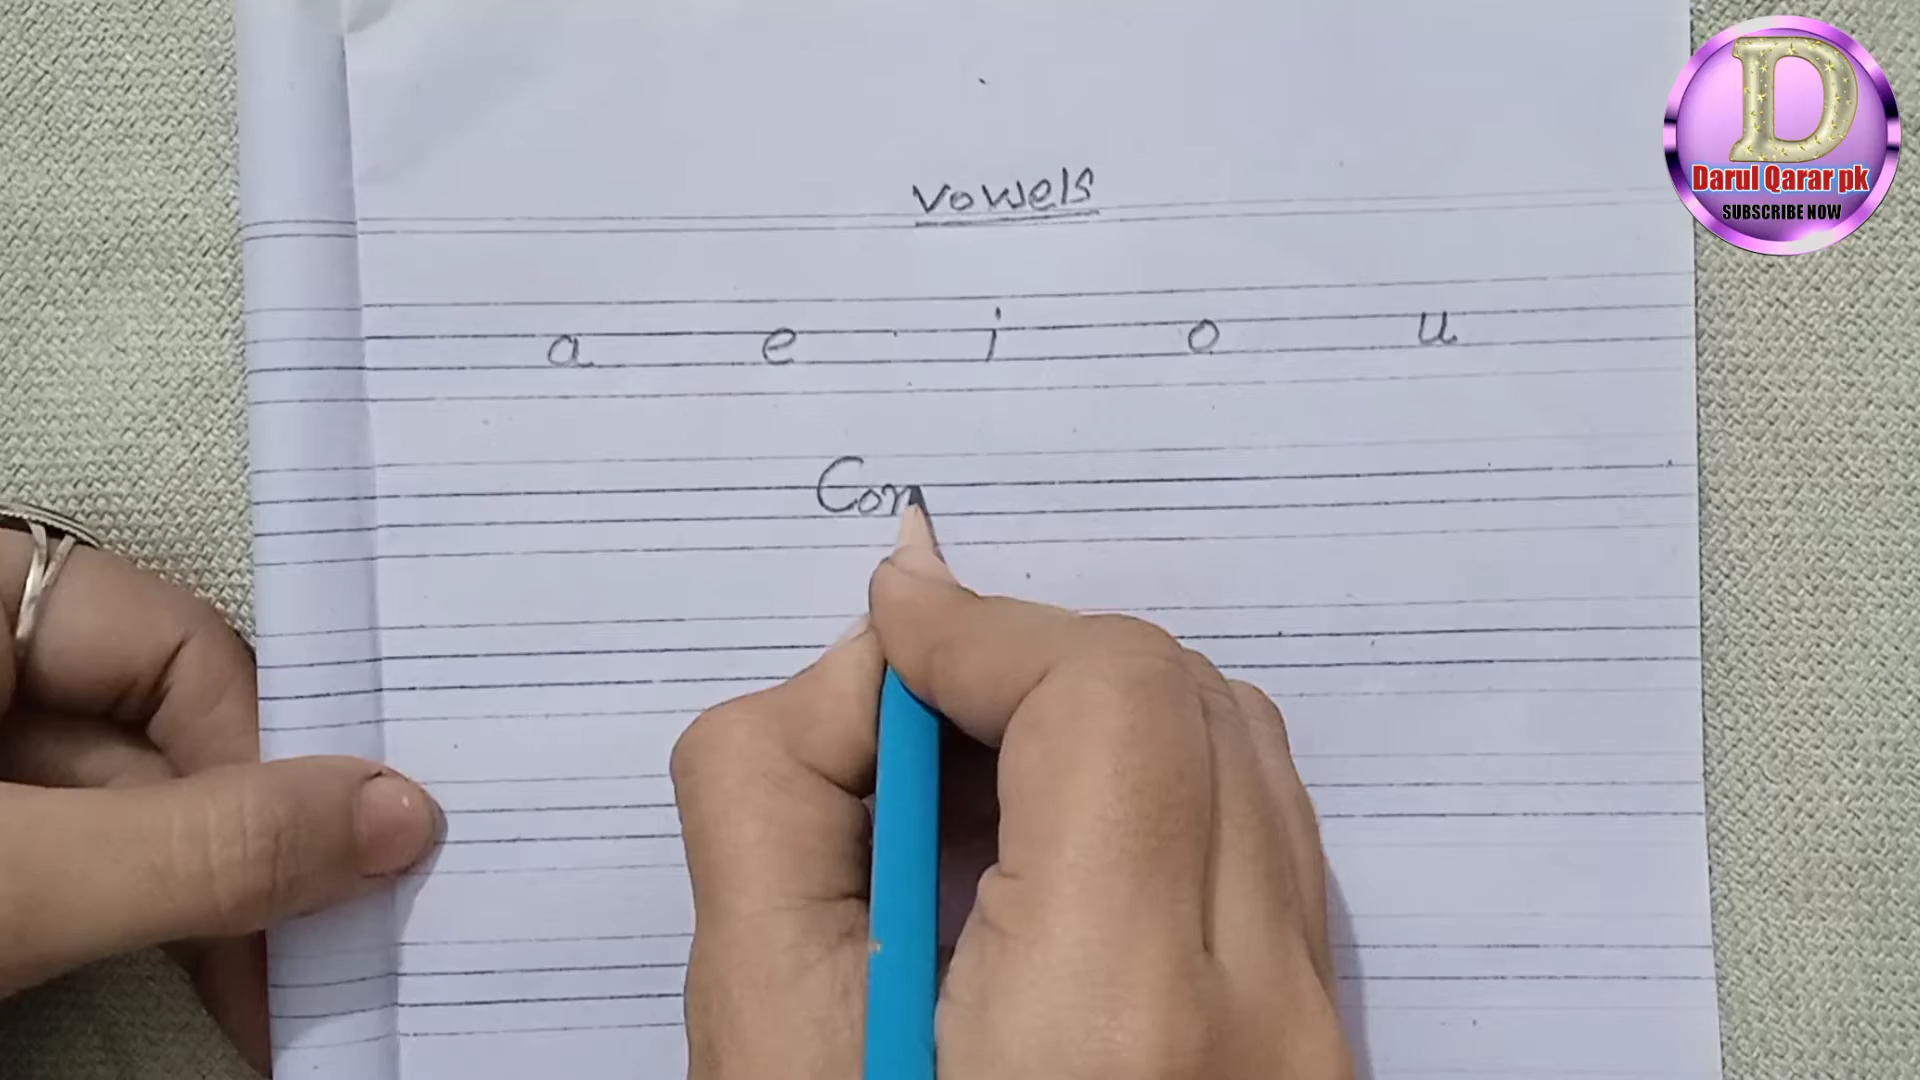 Vowels
a e i o u
Con
D
Darul Qarar pk
SUBSCRIBE NOW